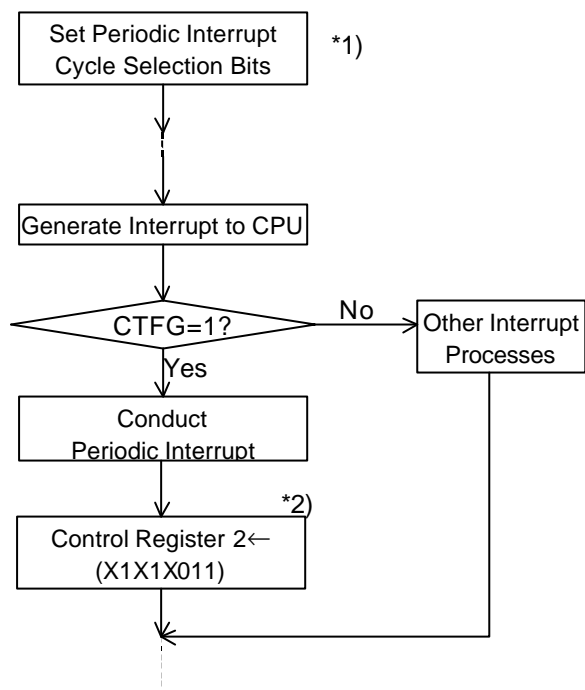 Set Periodic Interrupt
Cycle Selection Bits
*1)
Generate Interrupt to CPU
CTFG=1?
No
Other Interrupt
Processes
Yes
Conduct
Periodic Interrupt
*2)
Control Register 2←
(X1X1X011)